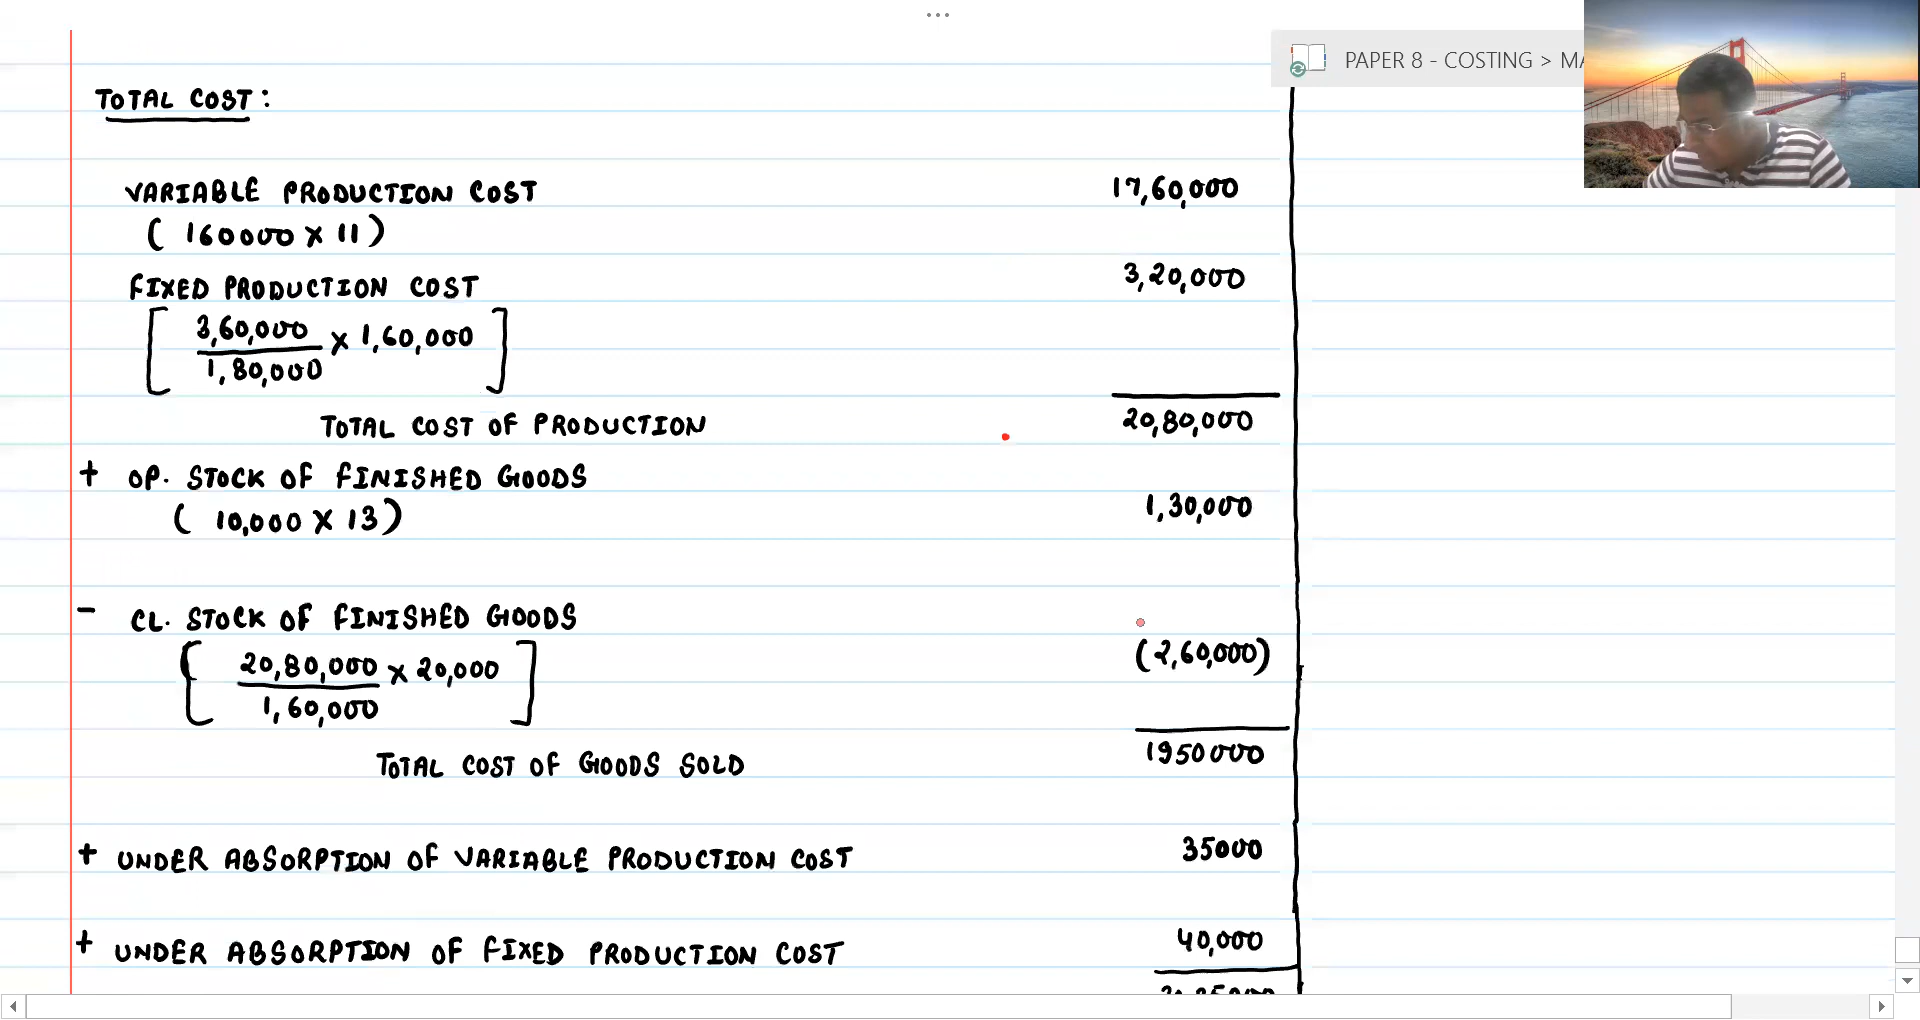 PAPER 8 - COSTING > MA
TOTAL COST:
VARIABLE PRODUCTION COST 17,60,000
( 160000 × 11 )
FIXED PRODUCTION COST 3,20,000
[ 3,60,000 / 1,80,000 × 1,60,000 ]
TOTAL COST OF PRODUCTION 20,80,000
+ OP. STOCK OF FINISHED GOODS
( 10,000 × 13 ) 1,30,000
- CL. STOCK OF FINISHED GOODS (2,60,000)
[ 20,80,000 / 1,60,000 × 20,000 ]
TOTAL COST OF GOODS SOLD 1950000
+ UNDER ABSORPTION OF VARIABLE PRODUCTION COST 35000
+ UNDER ABSORPTION OF FIXED PRODUCTION COST 40,000